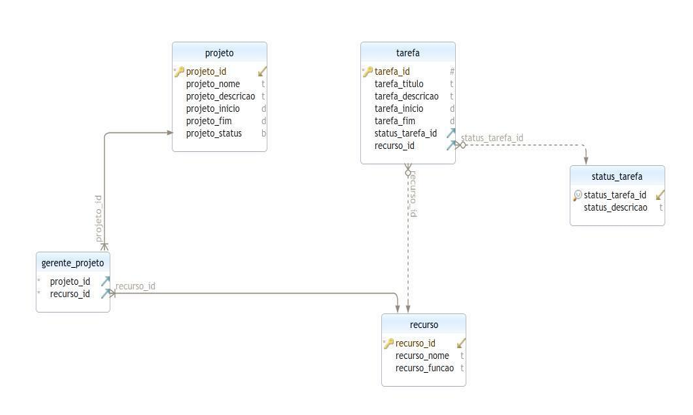 projeto
projeto_id
projeto_nome t
projeto_descricao t
projeto_inicio d
projeto_fim d
projeto_status b
tarefa
tarefa_id #
tarefa_titulo t
tarefa_descricao t
tarefa_inicio d
tarefa_fim d
status_tarefa_id
recurso_id
status_tarefa_id
status_tarefa
status_tarefa_id
status_descricao t
recurso_id
projeto_id
gerente_projeto
* projeto_id
* recurso_id
recurso_id
recurso
recurso_id
recurso_nome t
recurso_funcao t